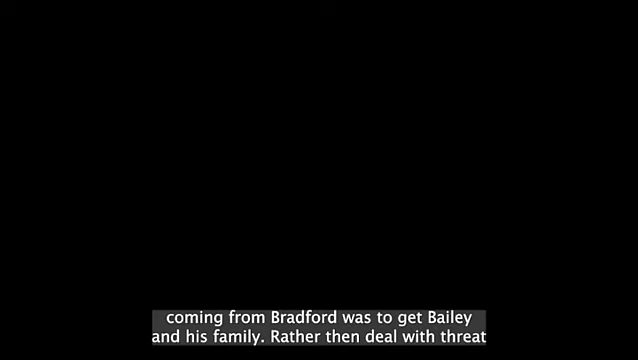 coming from Bradford was to get Bailey
and his family. Rather then deal with threat